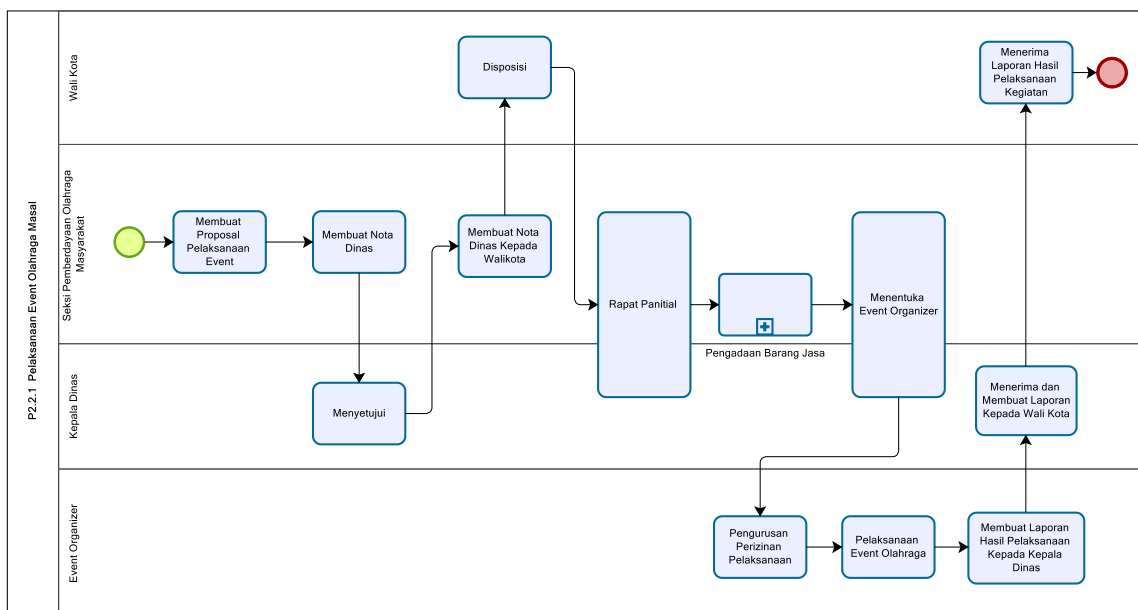 P2.2.1 Pelaksanaan Event Olahraga Masal
Wali Kota
Disposisi
Menerima
Laporan Hasil
Pelaksanaan
Kegiatan
Seksi Pemberdayaan Olahraga
Masyarakat
Membuat
Proposal
Pelaksanaan
Event
Membuat Nota
Dinas
Membuat Nota
Dinas Kepada
Walikota
Rapat Panitial
Pengadaan Barang Jasa
Menentuka
Event Organizer
Kepala Dinas
Menyetujui
Menerima dan
Membuat Laporan
Kepada Wali Kota
Event Organizer
Pengurusan
Perizinan
Pelaksanaan
Pelaksanaan
Event Olahraga
Membuat Laporan
Hasil Pelaksanaan
Kepada Kepala
Dinas